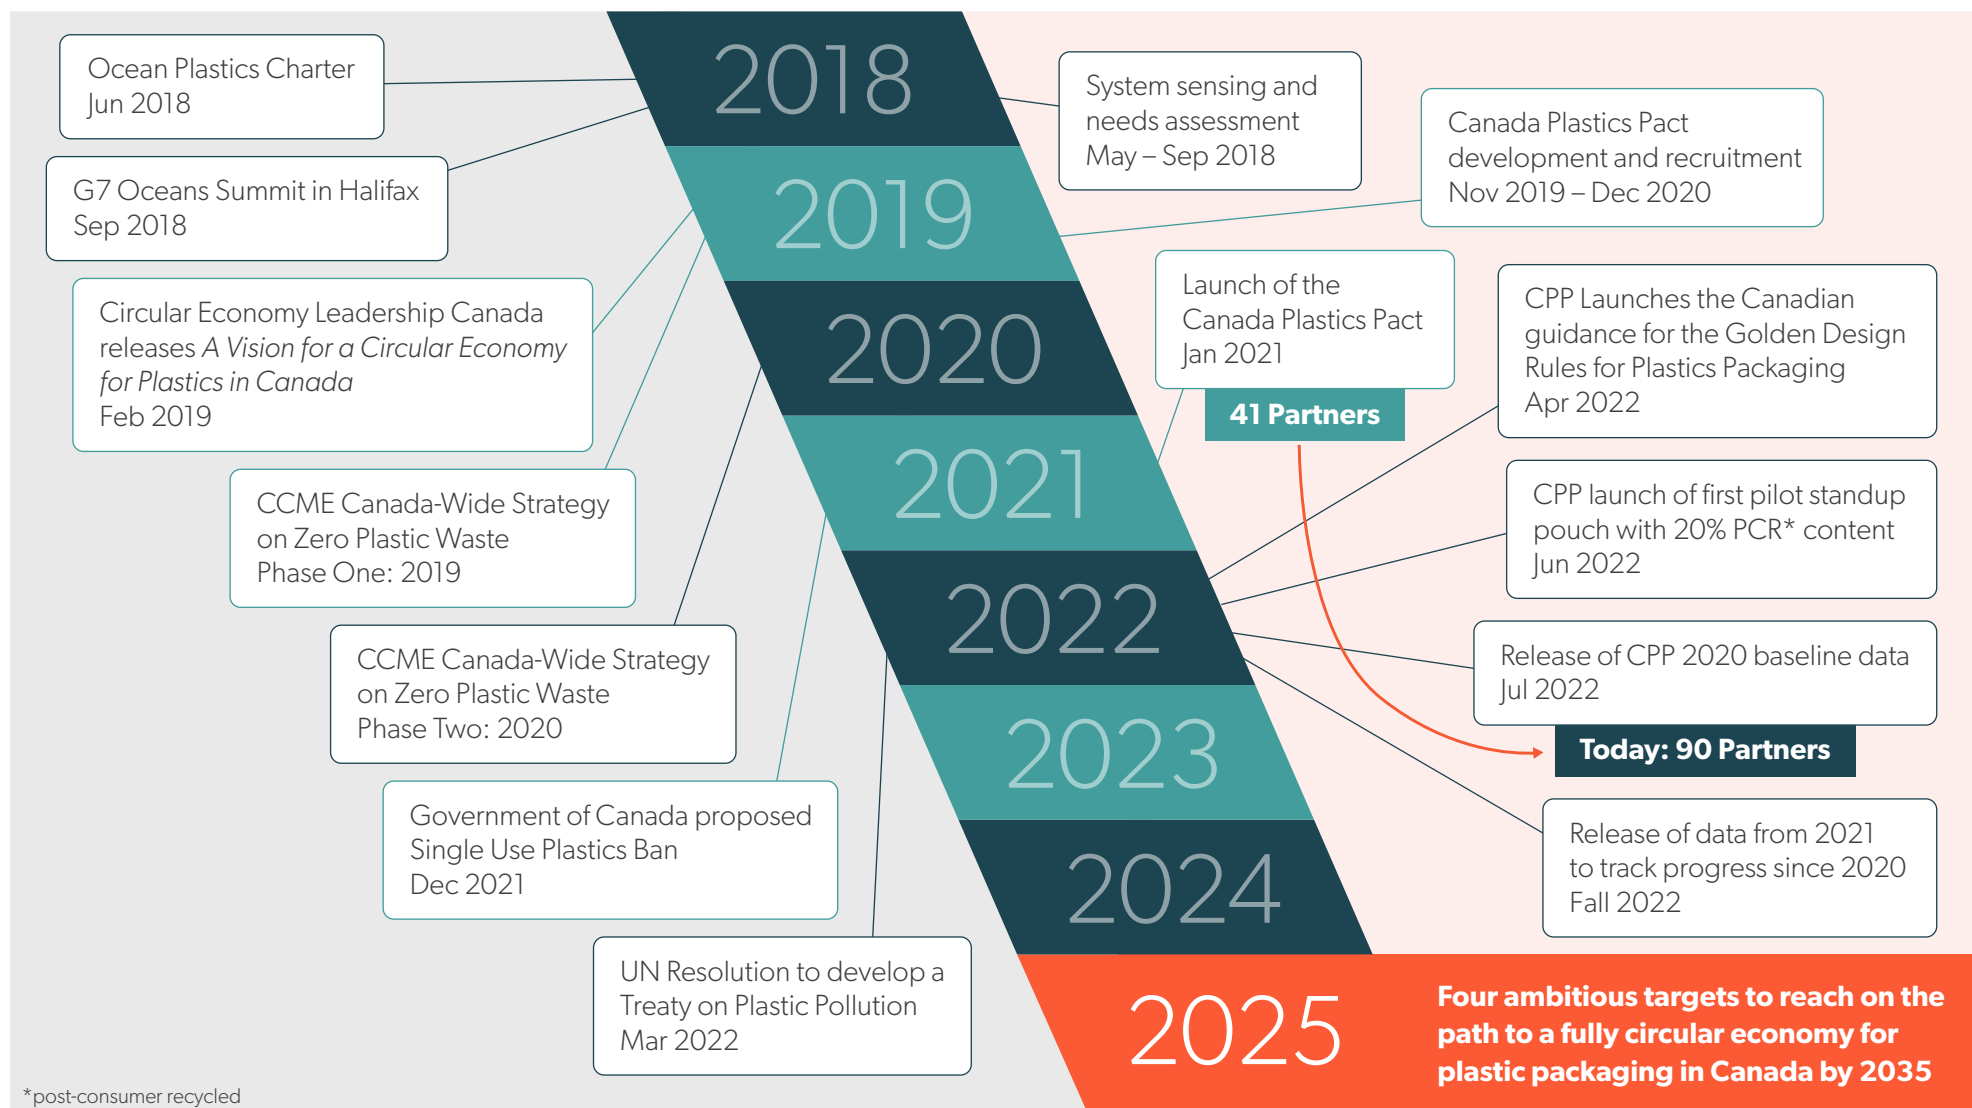 Ocean Plastics Charter
Jun 2018
G7 Oceans Summit in Halifax
Sep 2018
Circular Economy Leadership Canada
releases A Vision for a Circular Economy
for Plastics in Canada
Feb 2019
CCME Canada-Wide Strategy
on Zero Plastic Waste
Phase One: 2019
CCME Canada-Wide Strategy
on Zero Plastic Waste
Phase Two: 2020
Government of Canada proposed
Single Use Plastics Ban
Dec 2021
UN Resolution to develop a
Treaty on Plastic Pollution
Mar 2022
*post-consumer recycled
2018
2019
2020
2021
2022
2023
2024
2025
System sensing and
needs assessment
May – Sep 2018
Canada Plastics Pact
development and recruitment
Nov 2019 – Dec 2020
Launch of the
Canada Plastics Pact
Jan 2021
41 Partners
CPP Launches the Canadian
guidance for the Golden Design
Rules for Plastics Packaging
Apr 2022
CPP launch of first pilot standup
pouch with 20% PCR* content
Jun 2022
Release of CPP 2020 baseline data
Jul 2022
Today: 90 Partners
Release of data from 2021
to track progress since 2020
Fall 2022
Four ambitious targets to reach on the
path to a fully circular economy for
plastic packaging in Canada by 2035